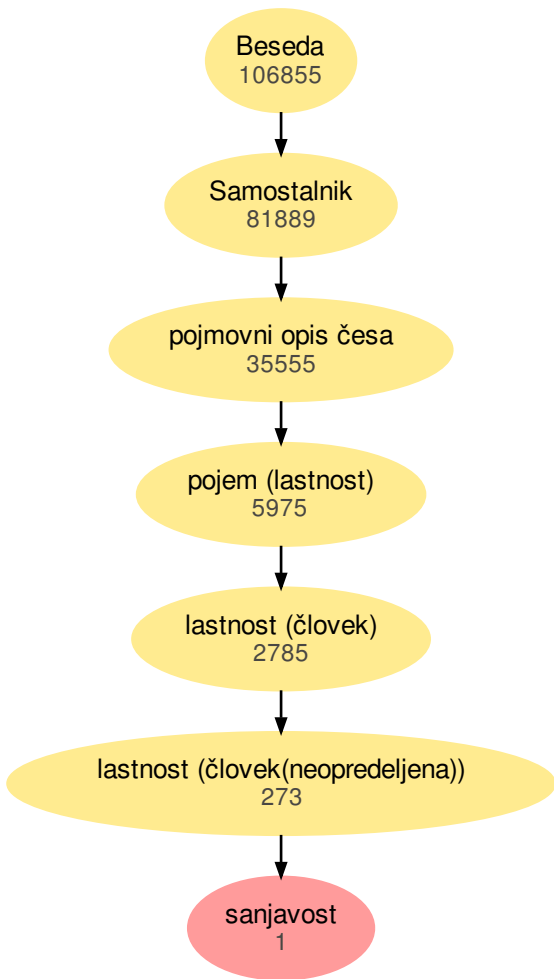 Beseda
106855
Samostalnik
81889
pojmovni opis česa
35555
pojem (lastnost)
5975
lastnost (človek)
2785
lastnost (človek(neopredeljena))
273
sanjavost
1